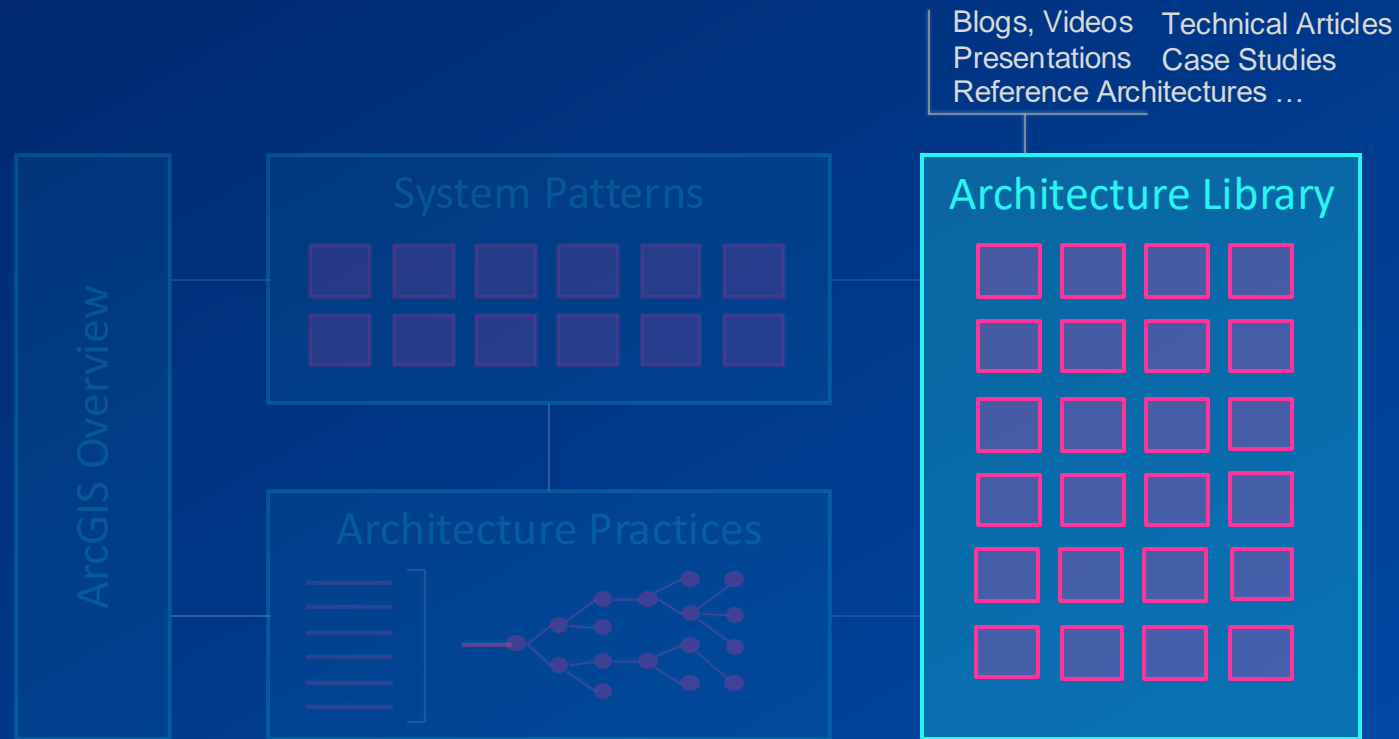 Blogs, Videos Technical Articles
Presentations Case Studies
Reference Architectures …
System Patterns
Architecture Library
ArcGIS Overview
Architecture Practices